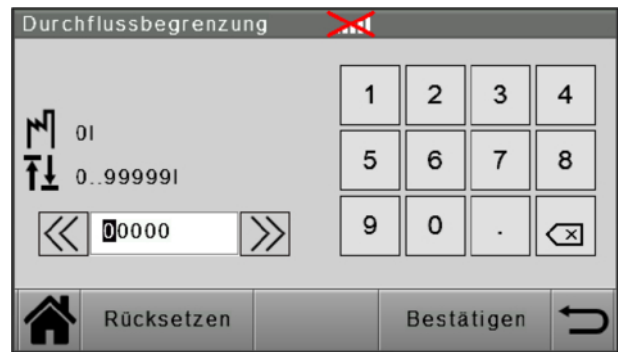 Durchflussbegrenzung
1 2 3 4
0l
5 6 7 8
0..99999l
00000
9 0 .
Rücksetzen Bestätigen